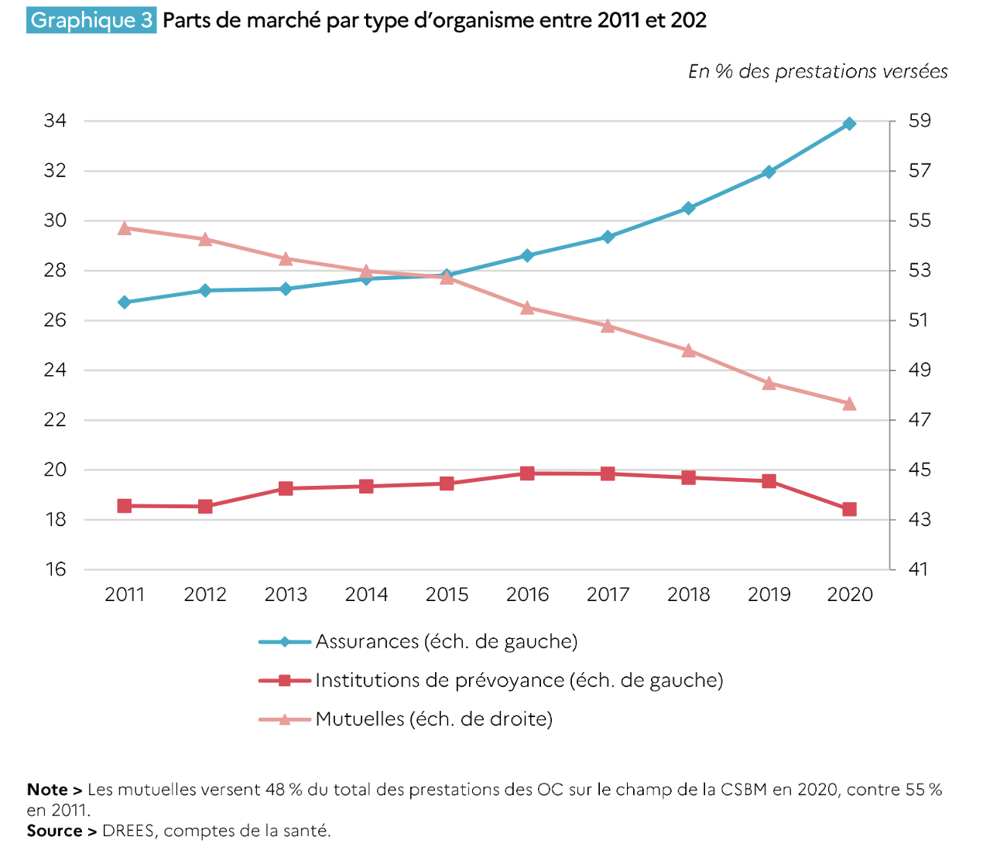 Graphique 3 Parts de marché par type d’organisme entre 2011 et 202
En % des prestations versées
34 59
32 57
30 55
28 53
26 51
24 49
22 47
20 45
18 43
16 41
2011 2012 2013 2014 2015 2016 2017 2018 2019 2020
Assurances (éch. de gauche)
Institutions de prévoyance (éch. de gauche)
Mutuelles (éch. de droite)
Note > Les mutuelles versent 48 % du total des prestations des OC sur le champ de la CSBM en 2020, contre 55 %
en 2011.
Source > DREES, comptes de la santé.